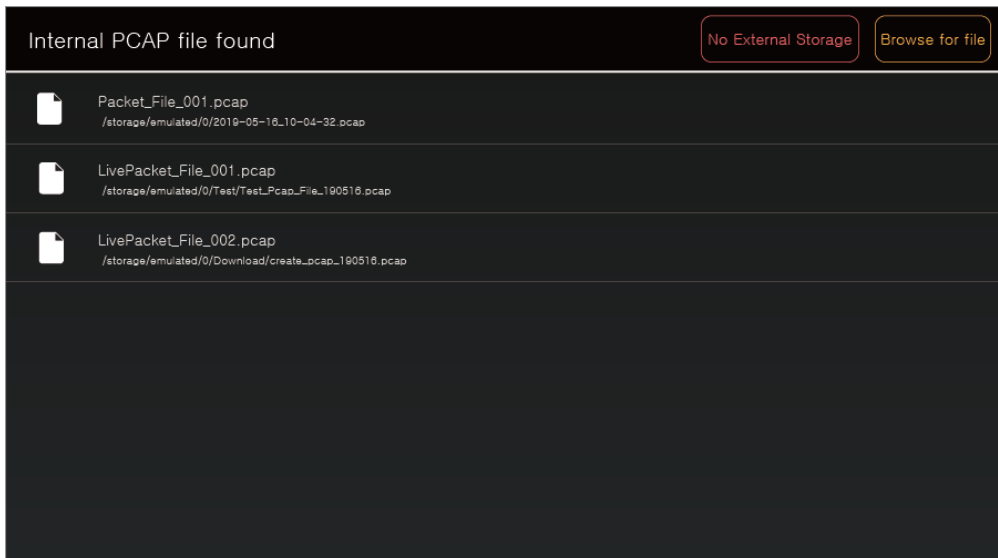 Internal PCAP file found
No External Storage
Browse for file
Packet_File_001.pcap
/storage/emulated/0/2019-05-16_10-04-32.pcap
LivePacket_File_001.pcap
/storage/emulated/0/Test/Test_Pcap_File_190516.pcap
LivePacket_File_002.pcap
/storage/emulated/0/Download/create_pcap_190516.pcap